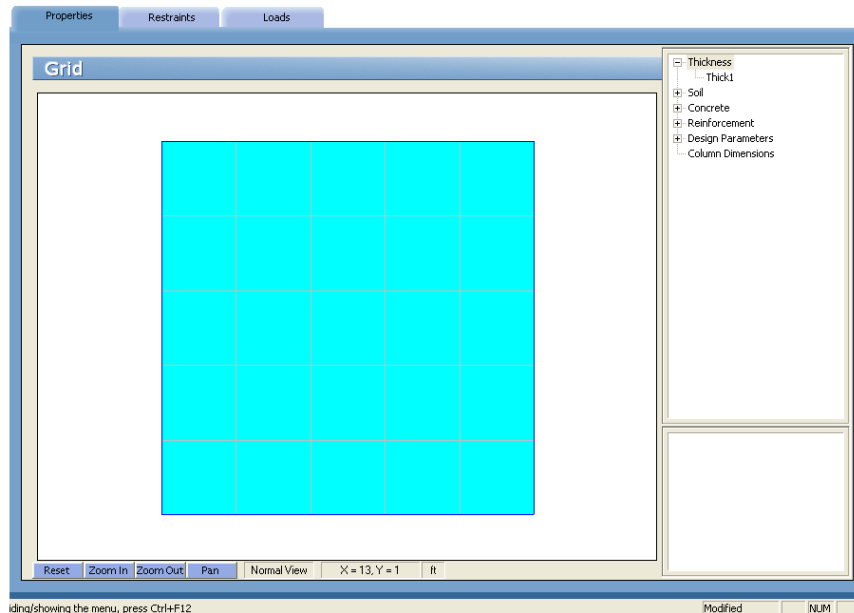 Properties Restraints Loads
Grid
Thickness
Thick1
Soil
Concrete
Reinforcement
Design Parameters
Column Dimensions
Reset Zoom In Zoom Out Pan Normal View X = 13, Y = 1 ft
iding/showing the menu, press Ctrl+F12 Modified NUM